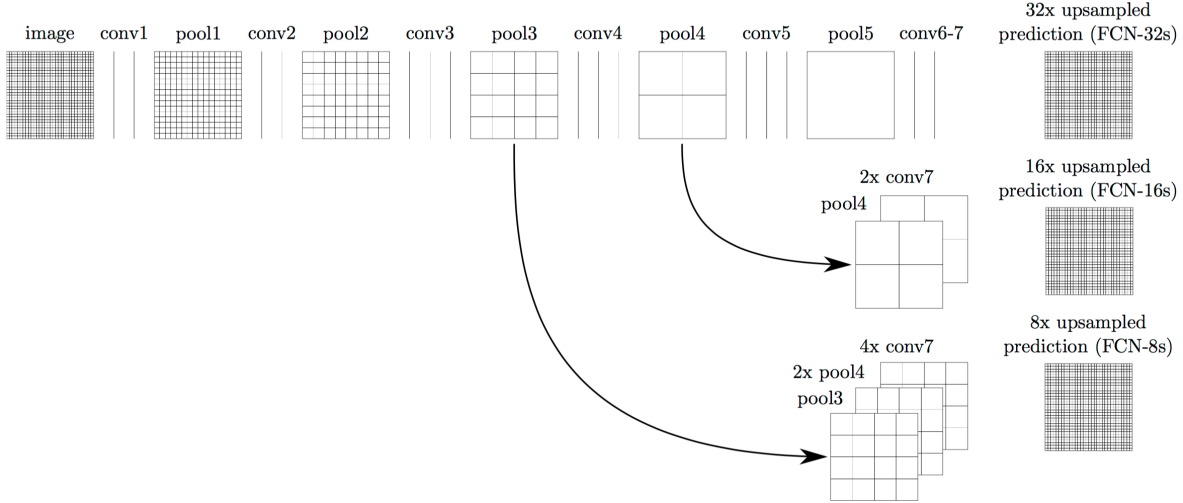 32x upsampled
image conv1 pool1 conv2 pool2 conv3 pool3 conv4 pool4 conv5 pool5 conv6-7 prediction (FCN-32s)
16x upsampled
2x conv7 prediction (FCN-16s)
pool4
8x upsampled
4x conv7 prediction (FCN-8s)
2x pool4
pool3